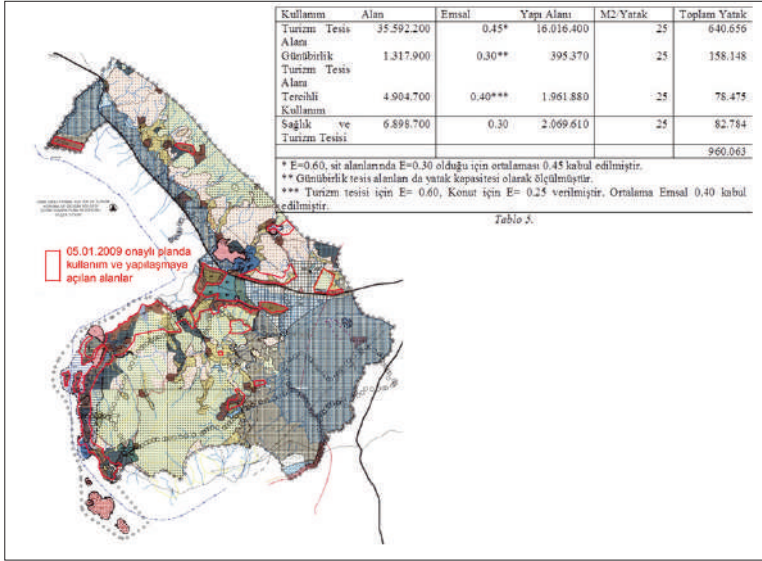 Kullanım Alan Emsal Yapı Alanı M2/Yatak Toplam Yatak
Turizm Tesis Alanı 35.592.200 0.45* 16.016.400 25 640.656
Günübirlik Turizm Tesis Alanı 1.317.900 0.30** 395.370 25 158.148
Tercihli Kullanım 4.904.700 0.40*** 1.961.880 25 78.475
Sağlık ve Turizm Tesisi 6.898.700 0.30 2.069.610 25 82.784
960.063
* E=0.60, sit alanlarında E=0.30 olduğu için ortalaması 0.45 kabul edilmiştir.
** Günübirlik tesis alanları da yatak kapasitesi olarak ölçülmüştür.
*** Turizm tesisi için E= 0.60, Konut için E= 0.25 verilmiştir. Ortalama Emsal 0.40 kabul
edilmiştir.
Tablo 5.
05.01.2009 onaylı planda
kullanım ve yapılaşmaya
açılan alanlar